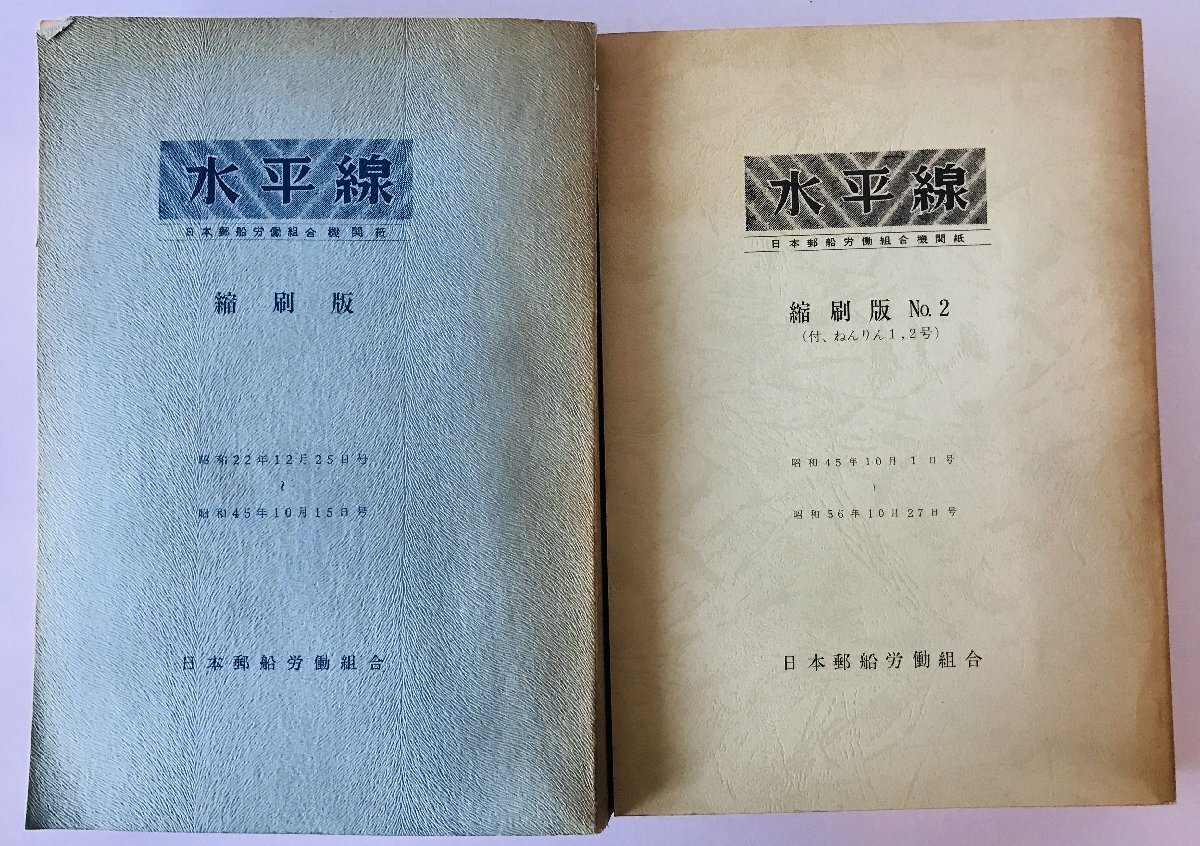 水平線
日本郵船労働組合機関紙
縮刷版
昭和22年12月25日号
~
昭和45年10月15日号
日本郵船労働組合
水平線
日本郵船労働組合機関紙
縮刷版 No.2
(付、ねんりん1,2号)
昭和45年10月1日号
~
昭和56年10月27日号
日本郵船労働組合